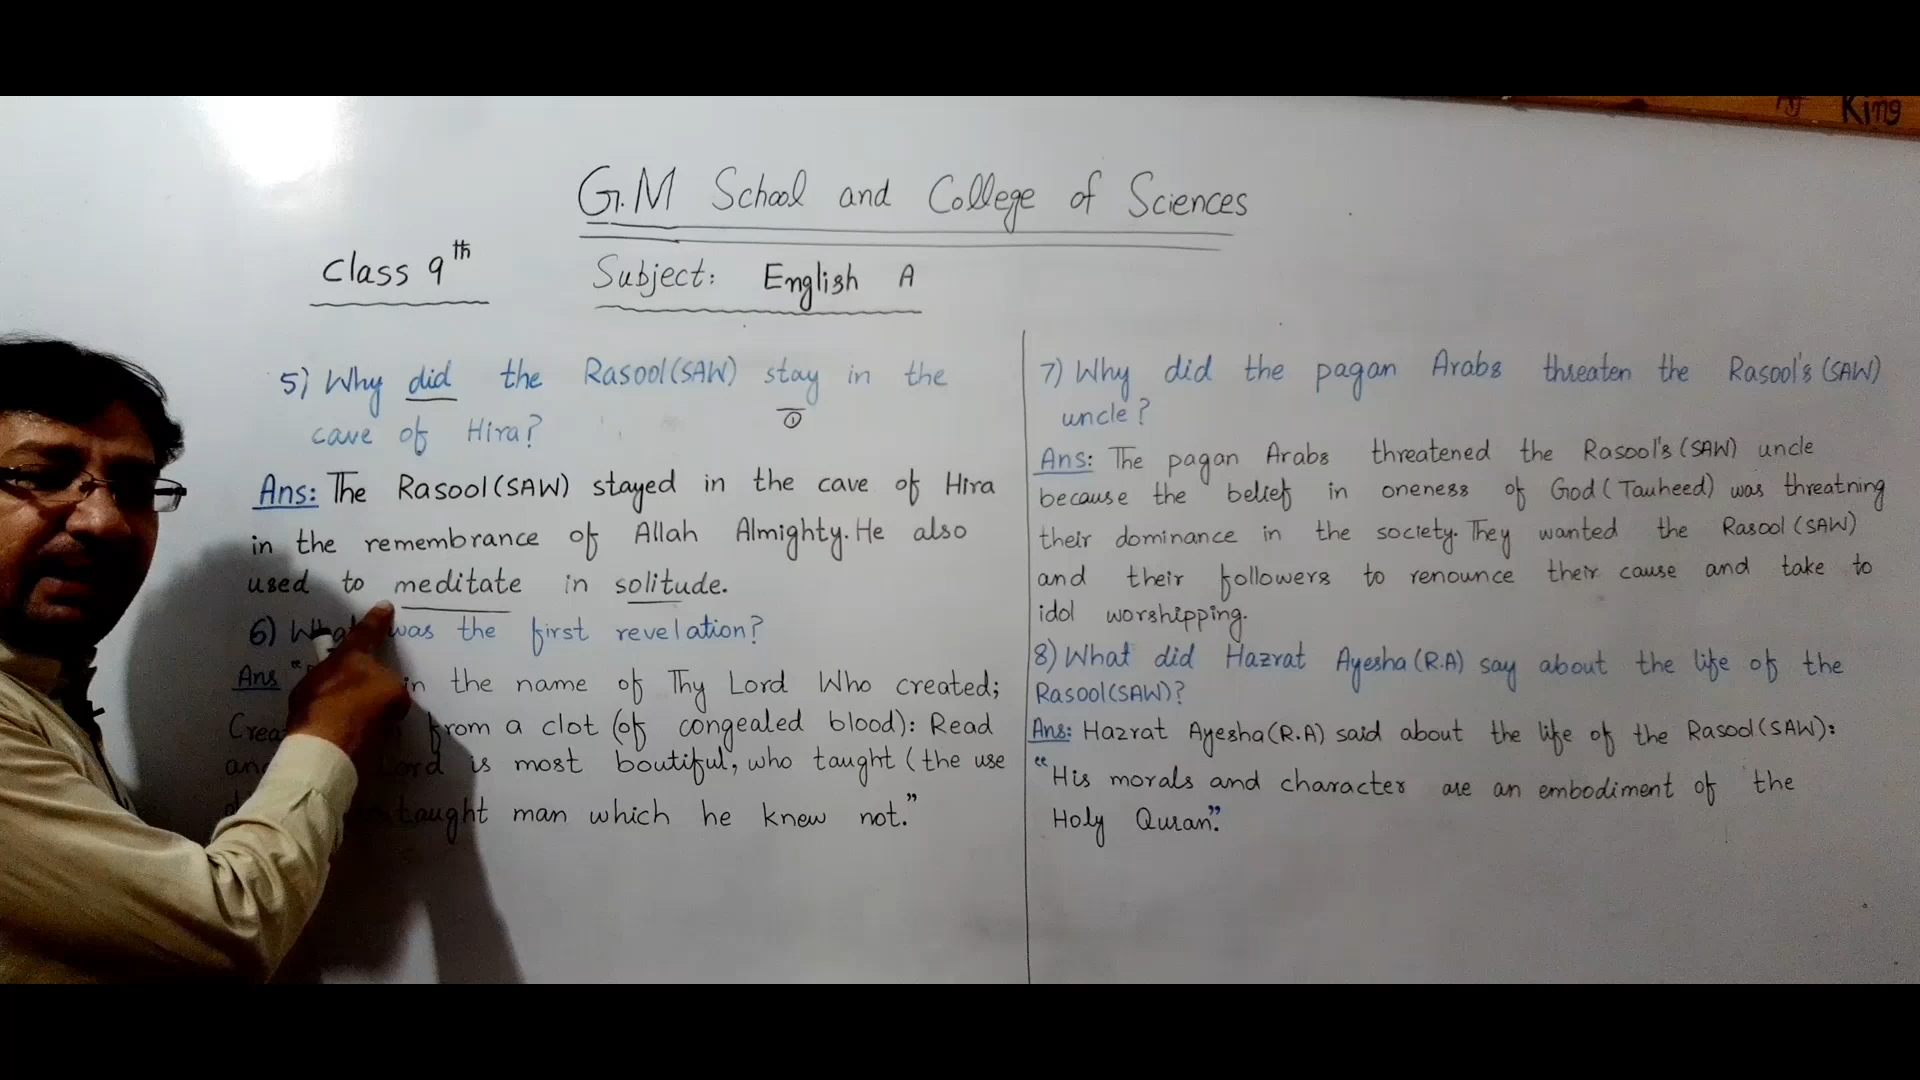 King
G.M School and College of Sciences
Class 9th
Subject: English A
5) Why did the Rasool(SAW) stay in the
cave of Hira?
Ans: The Rasool(SAW) stayed in the cave of Hira
in the remembrance of Allah Almighty. He also
used to meditate in solitude.
6) What was the first revelation?
Ans in the name of Thy Lord Who created;
from a clot (of congealed blood): Read
is most boutiful, who taught (the use
taught man which he knew not."
7) Why did the pagan Arabs threaten the Rasool's (SAW)
uncle?
Ans: The pagan Arabs threatened the Rasool's (SAW) uncle
because the belief in oneness of God (Tauheed) was threatning
their dominance in the society. They wanted the Rasool (SAW)
and their followers to renounce their cause and take to
idol worshipping.
8) What did Hazrat Ayesha (R.A) say about the life of the
Rasool(SAW)?
Ans: Hazrat Ayesha(R.A) said about the life of the Rasool(SAW):
"His morals and character are an embodiment of the
Holy Quran".